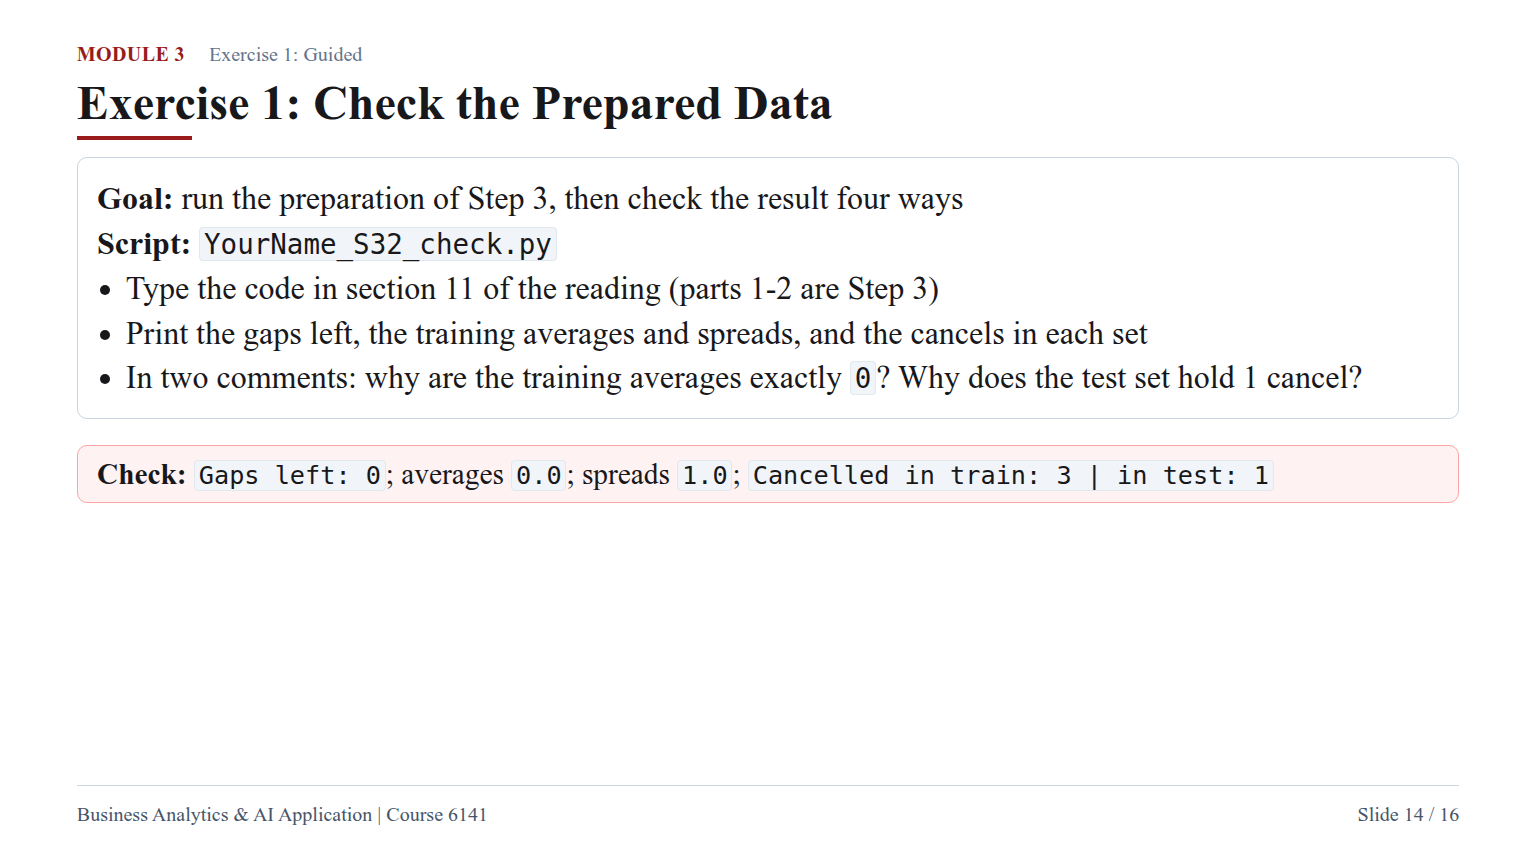 MODULE 3 Exercise 1: Guided
Exercise 1: Check the Prepared Data
Goal: run the preparation of Step 3, then check the result four ways
Script: YourName_S32_check.py
• Type the code in section 11 of the reading (parts 1-2 are Step 3)
• Print the gaps left, the training averages and spreads, and the cancels in each set
• In two comments: why are the training averages exactly 0? Why does the test set hold 1 cancel?
Check: Gaps left: 0; averages 0.0; spreads 1.0; Cancelled in train: 3 | in test: 1
Business Analytics & AI Application | Course 6141
Slide 14 / 16